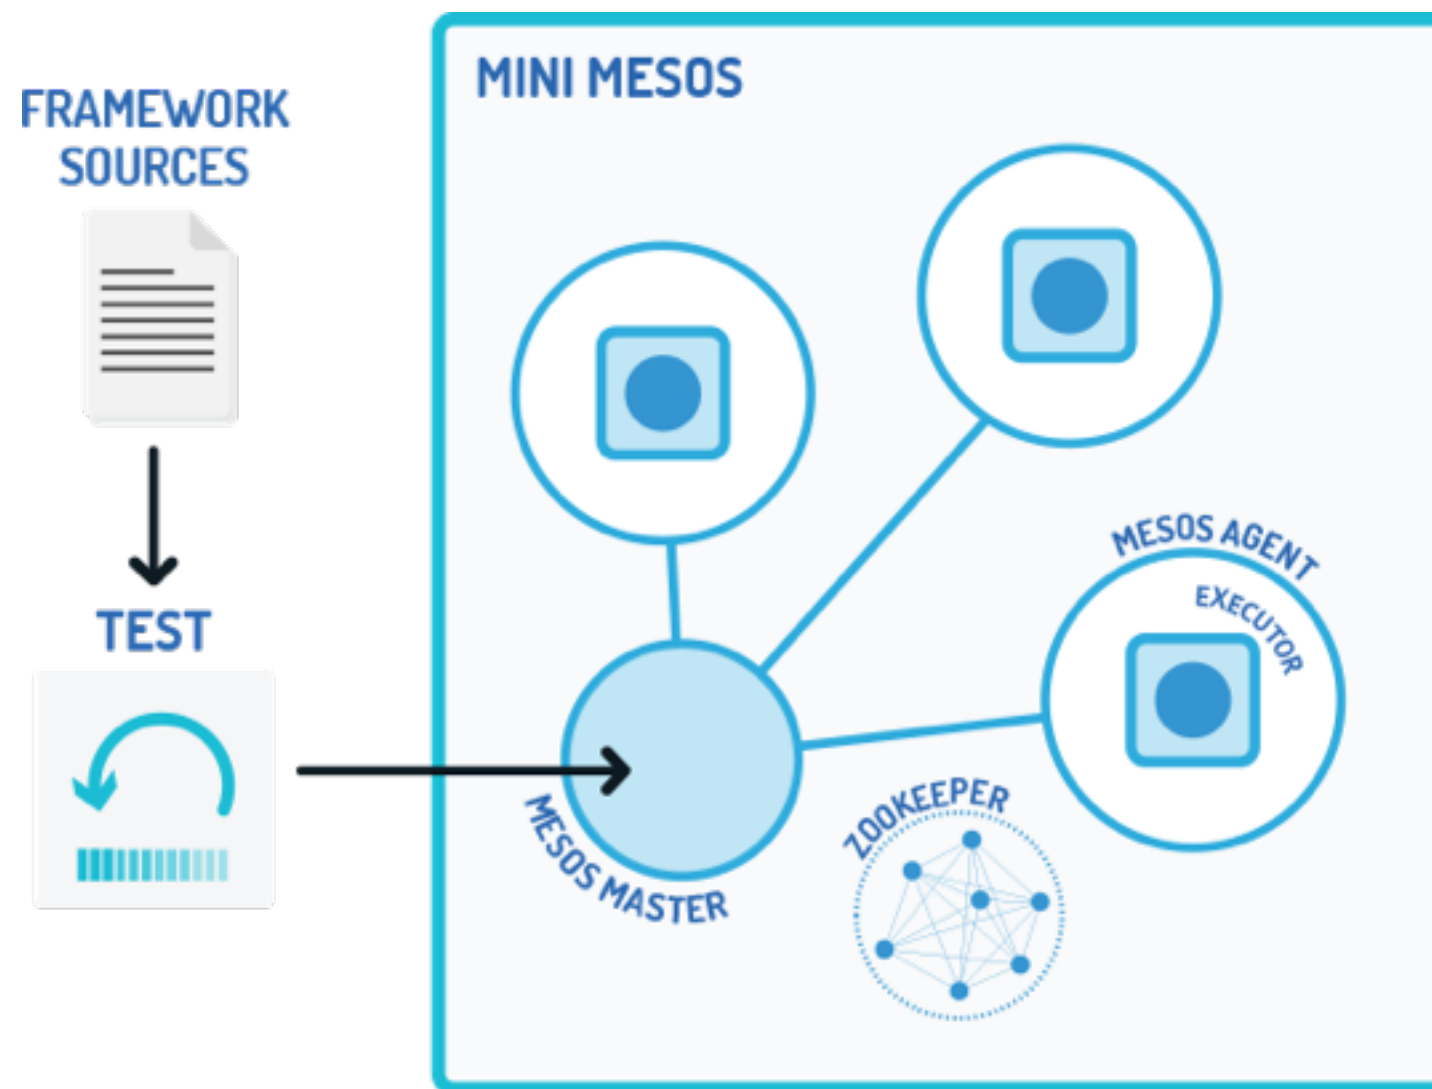 MINI MESOS
FRAMEWORK
SOURCES
TEST
MESOS AGENT
EXECUTOR
ZOOKEEPER
MESOS MASTER